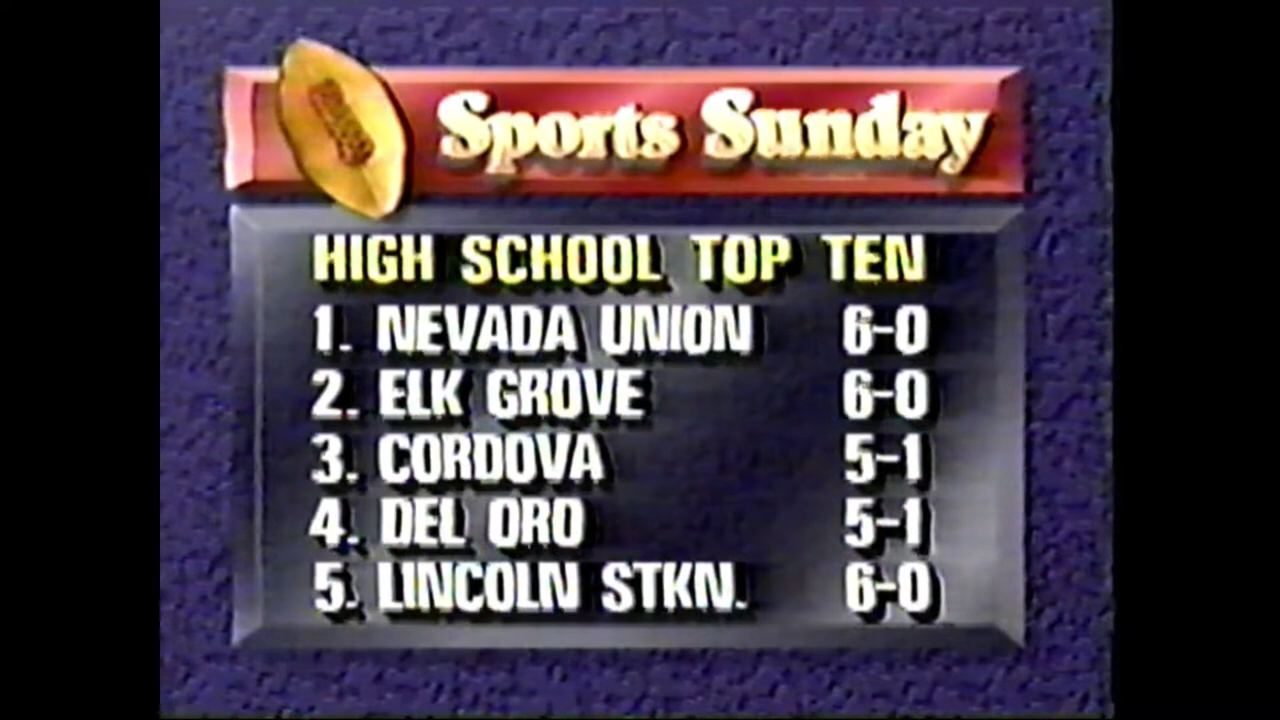 Sports Sunday
HIGH SCHOOL TOP TEN
1. NEVADA UNION 6-0
2. ELK GROVE 6-0
3. CORDOVA 5-1
4. DEL ORO 5-1
5. LINCOLN STKN. 6-0